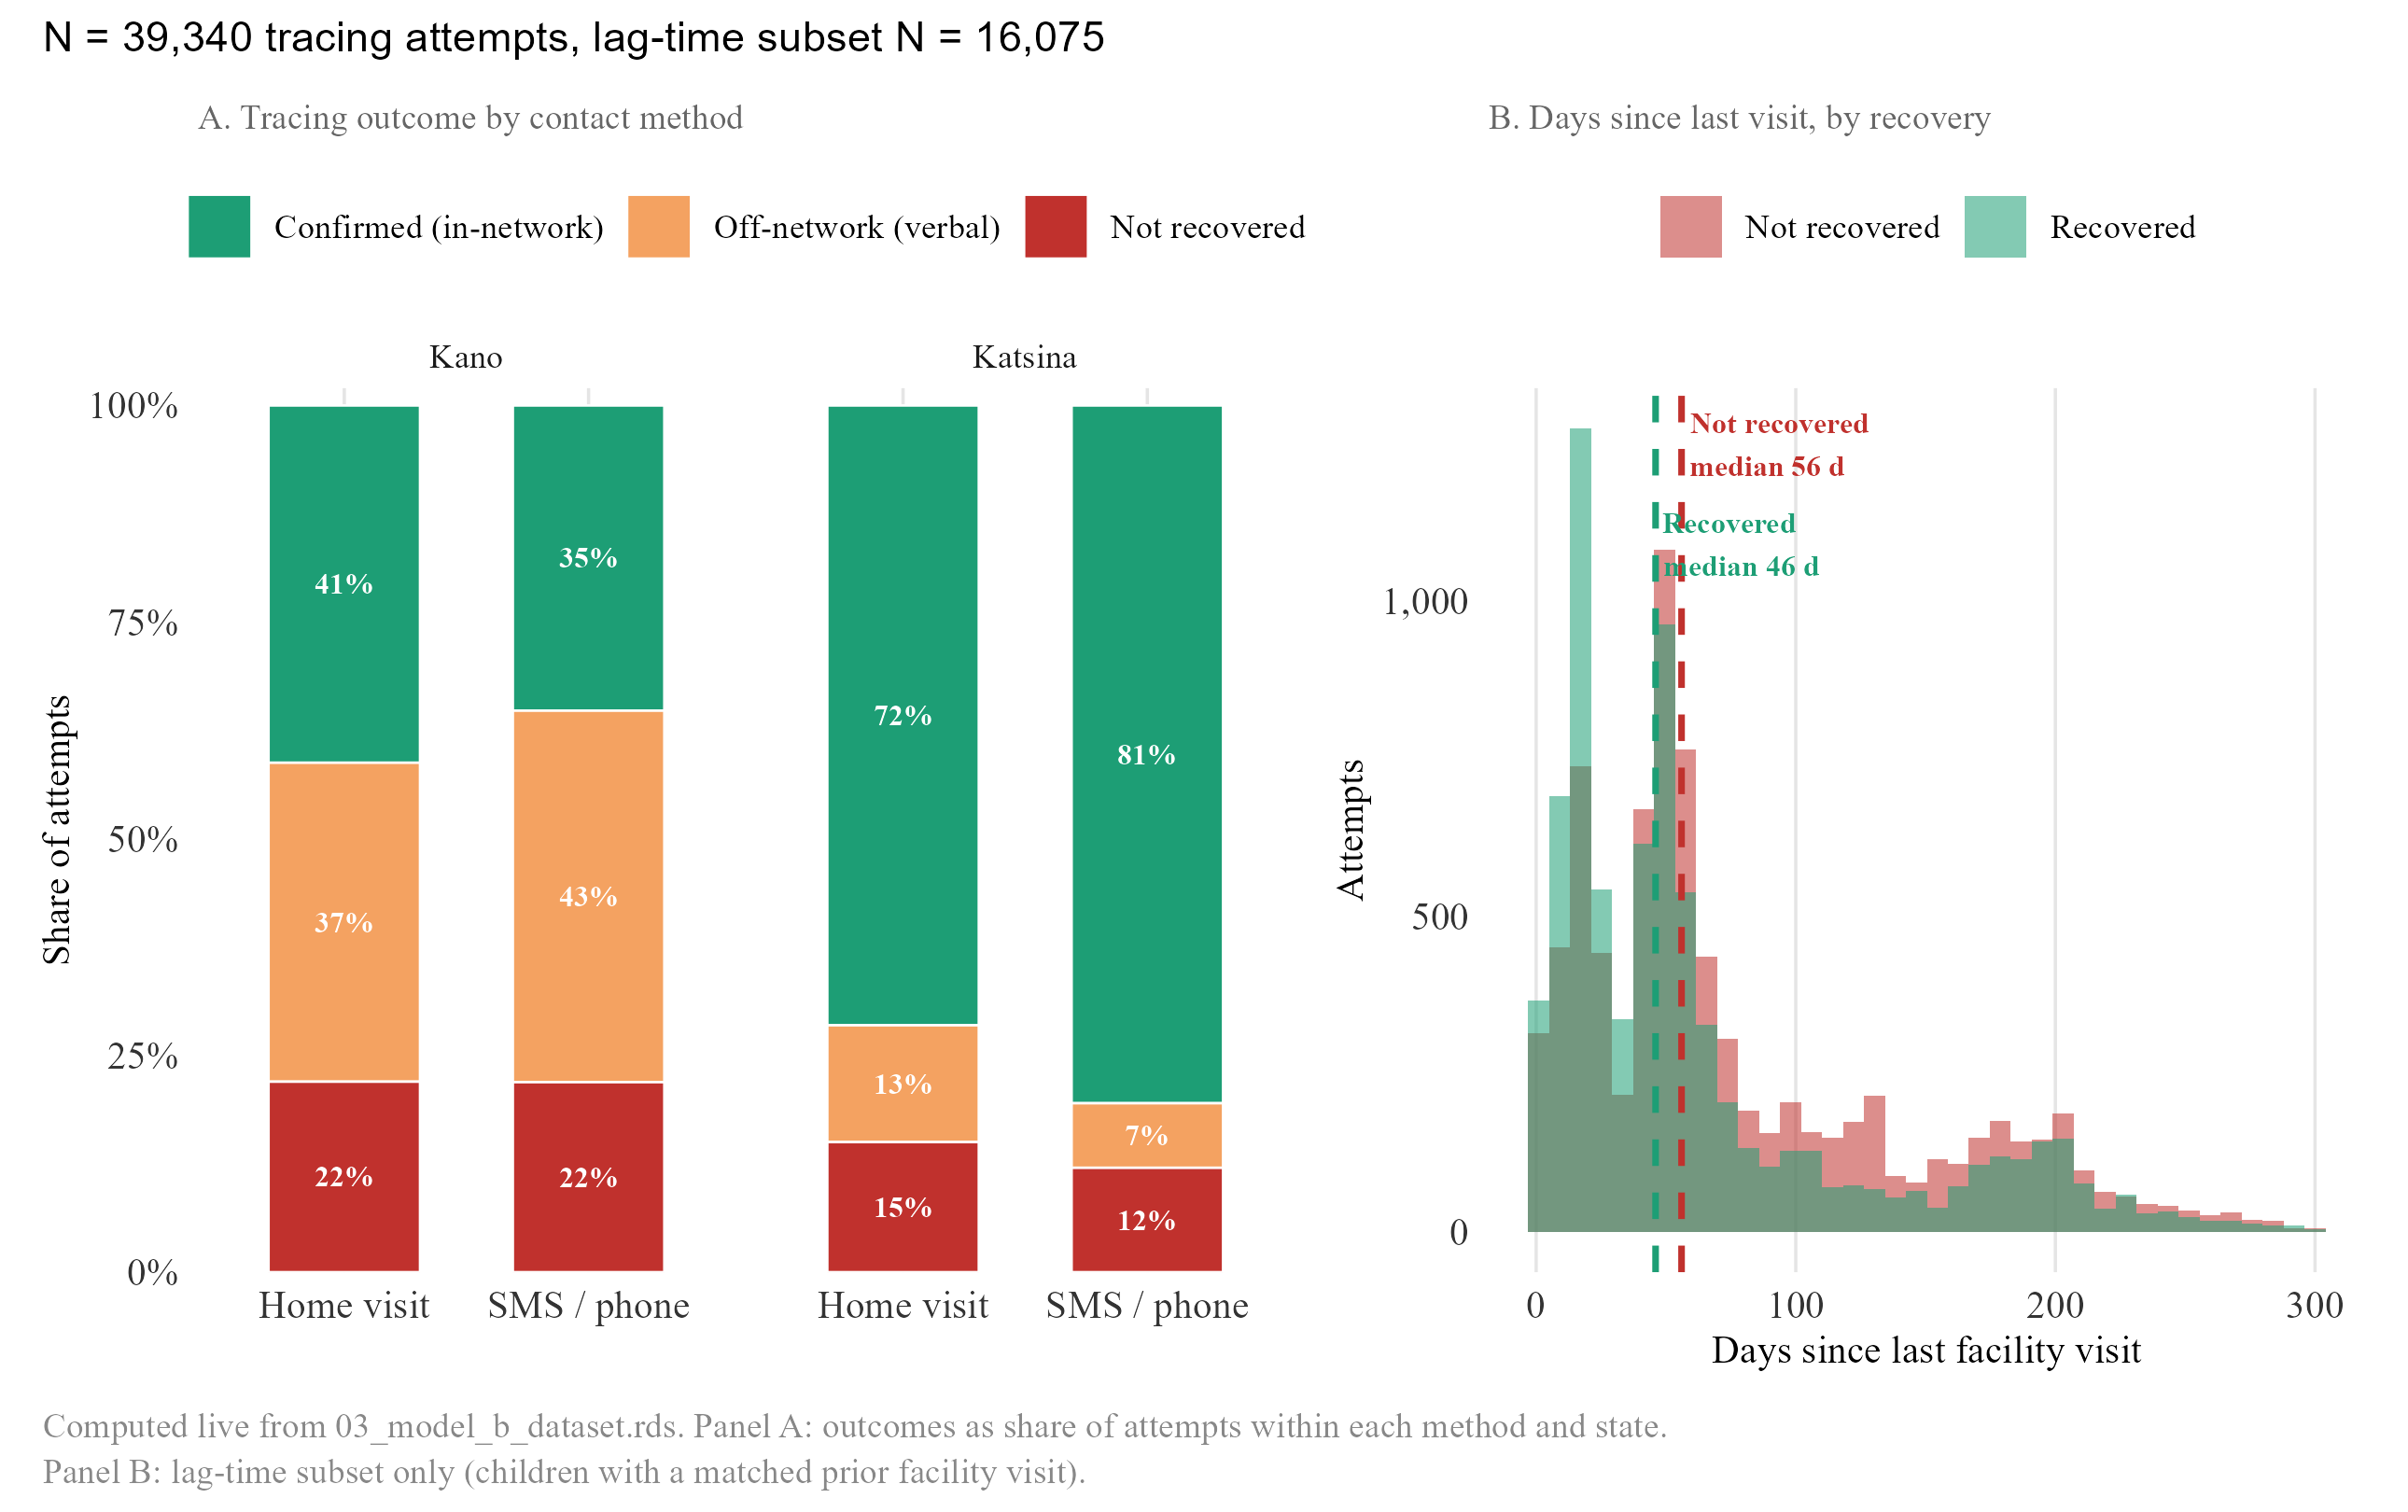 N = 39,340 tracing attempts, lag-time subset N = 16,075
A. Tracing outcome by contact method
Confirmed (in-network)
Off-network (verbal)
Not recovered
Kano
Katsina
100%
75%
50%
25%
0%
Share of attempts
41%
37%
22%
35%
43%
22%
72%
13%
15%
81%
7%
12%
Home visit
SMS / phone
Home visit
SMS / phone
B. Days since last visit, by recovery
Not recovered
Recovered
Not recovered
median 56 d
Recovered
median 46 d
1,000
500
0
Attempts
0
100
200
300
Days since last facility visit
Computed live from 03_model_b_dataset.rds. Panel A: outcomes as share of attempts within each method and state.
Panel B: lag-time subset only (children with a matched prior facility visit).